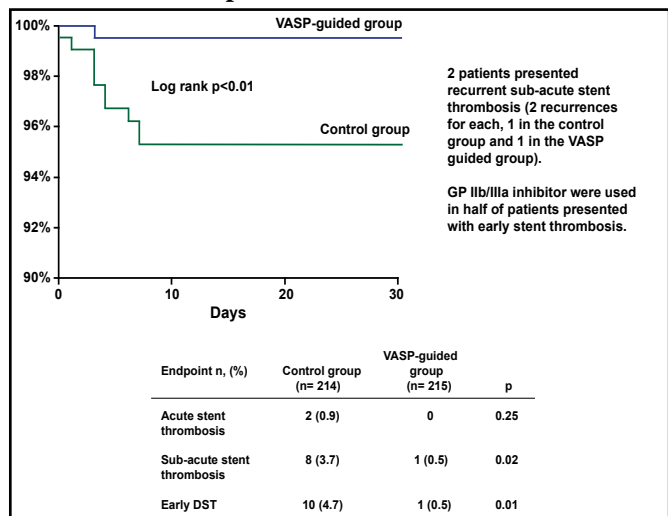 100%
98%
96%
94%
92%
90%
0
10
20
30
Days
VASP-guided group
Log rank p<0.01
Control group
2 patients presented
recurrent sub-acute stent
thrombosis (2 recurrences
for each, 1 in the control
group and 1 in the VASP
guided group).
GP IIb/IIIa inhibitor were used
in half of patients presented
with early stent thrombosis.
Endpoint n, (%)
Control group
(n= 214)
VASP-guided
group
(n= 215)
p
Acute stent
thrombosis
2 (0.9)
0
0.25
Sub-acute stent
thrombosis
8 (3.7)
1 (0.5)
0.02
Early DST
10 (4.7)
1 (0.5)
0.01